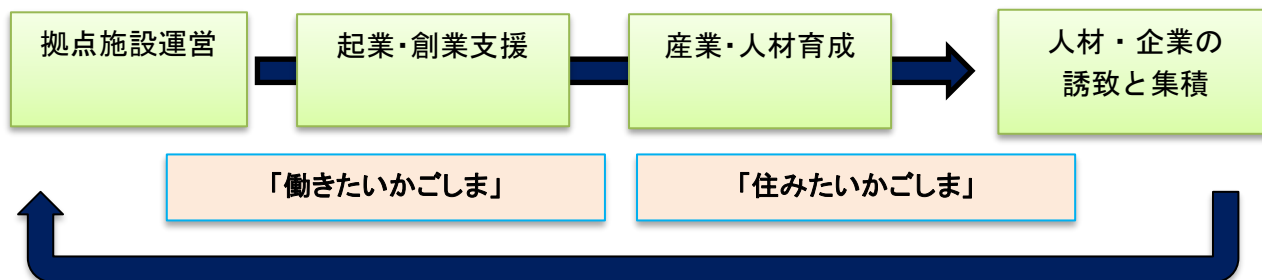 拠点施設運営
起業・創業支援
産業・人材育成
人材・企業の
誘致と集積
「働きたいかごしま」
「住みたいかごしま」